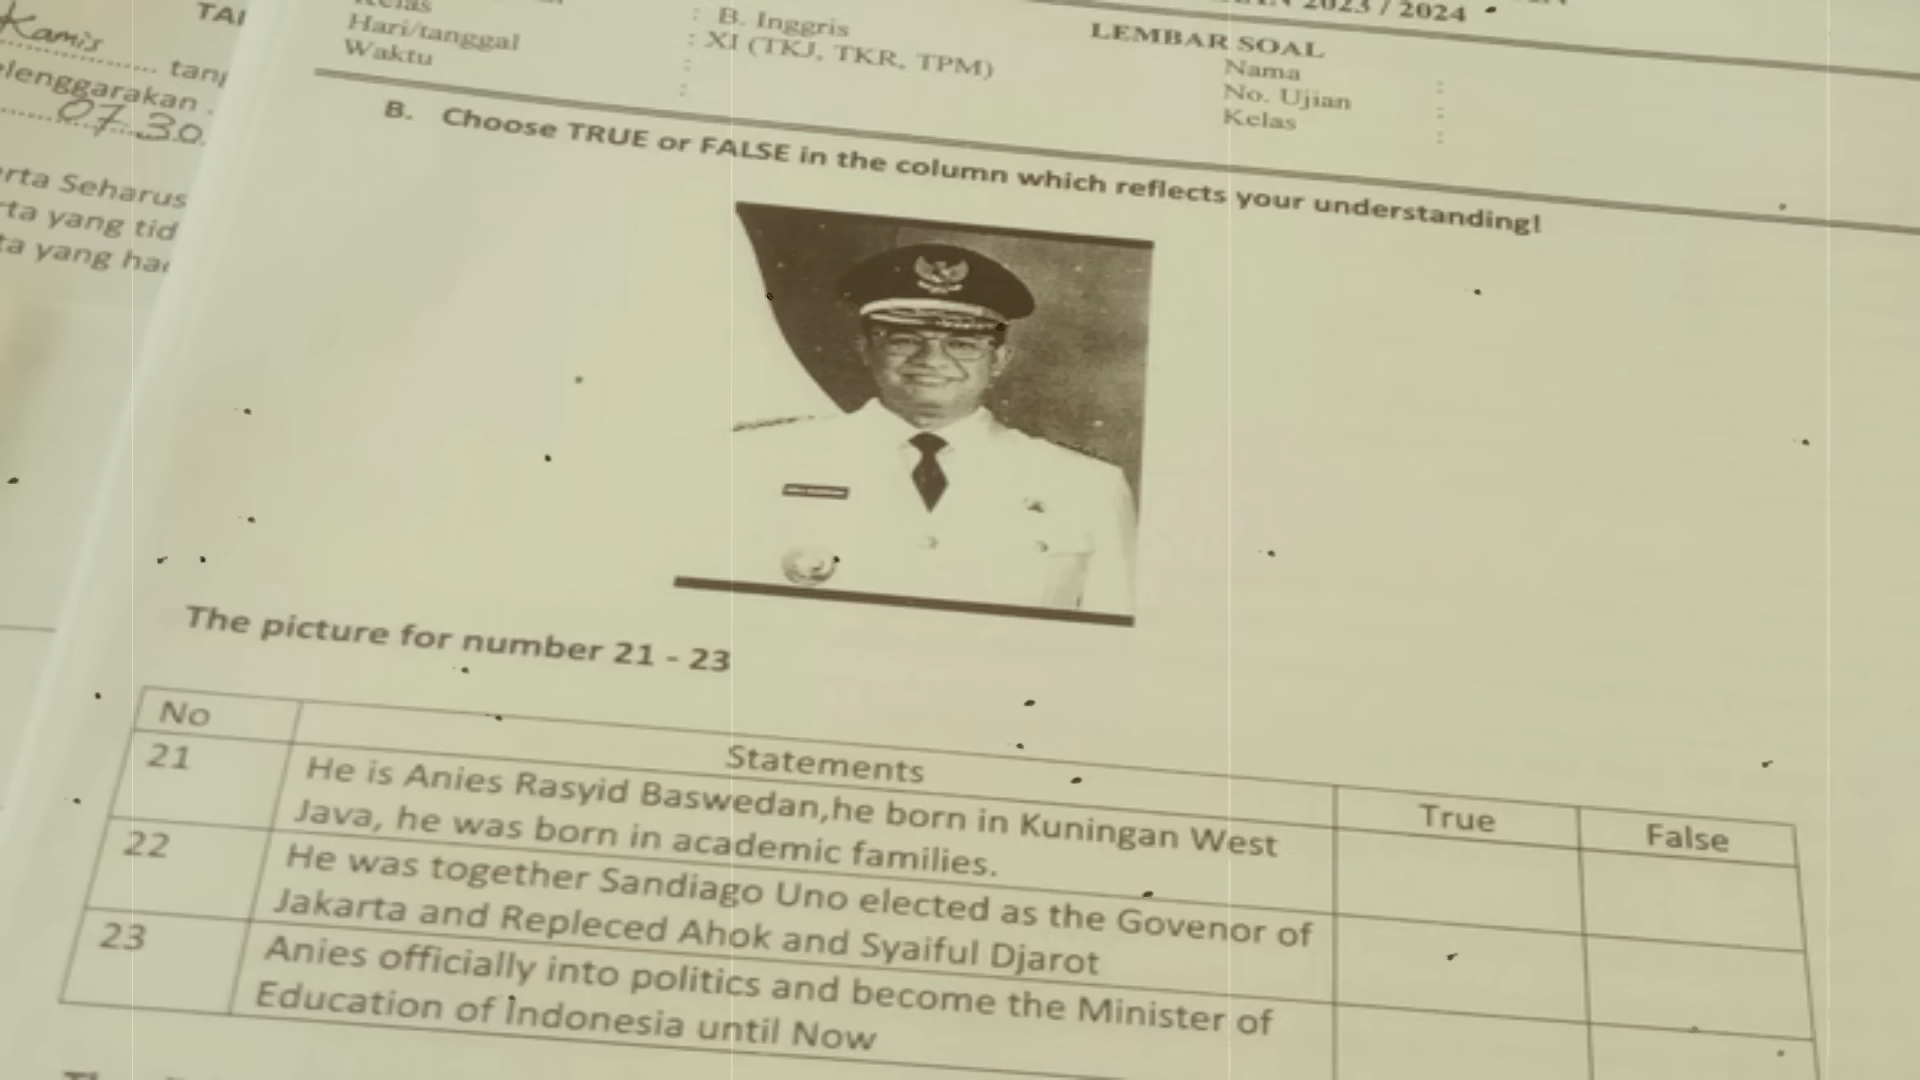 TAI
Kamis
tang
elenggarakan
07.30.
rta Seharus
rta yang tid
ta yang had
2023 / 2024
LEMBAR SOAL
Kelas
Hari/tanggal
Waktu
: B. Inggris
: XI (TKJ, TKR, TPM)
:
:
Nama :
No. Ujian :
Kelas :
B. Choose TRUE or FALSE in the column which reflects your understanding!
The picture for number 21 - 23
No Statements True False
21 He is Anies Rasyid Baswedan,he born in Kuningan West
Java, he was born in academic families.
22 He was together Sandiago Uno elected as the Govenor of
Jakarta and Repleced Ahok and Syaiful Djarot
23 Anies officially into politics and become the Minister of
Education of Indonesia until Now